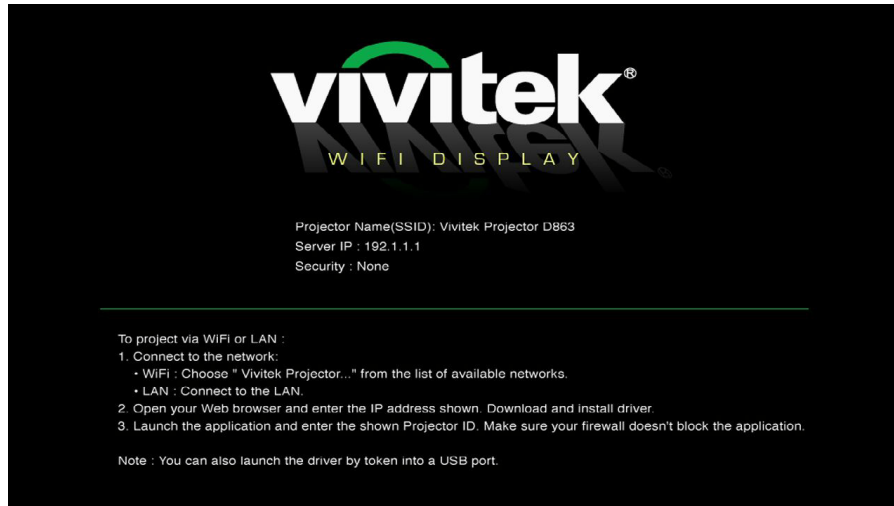 vivitek®
WIFI DISPLAY
Projector Name(SSID): Vivitek Projector D863
Server IP : 192.1.1.1
Security : None
To project via WiFi or LAN :
1. Connect to the network:
• WiFi : Choose " Vivitek Projector..." from the list of available networks.
• LAN : Connect to the LAN.
2. Open your Web browser and enter the IP address shown. Download and install driver.
3. Launch the application and enter the shown Projector ID. Make sure your firewall doesn't block the application.
Note : You can also launch the driver by token into a USB port.